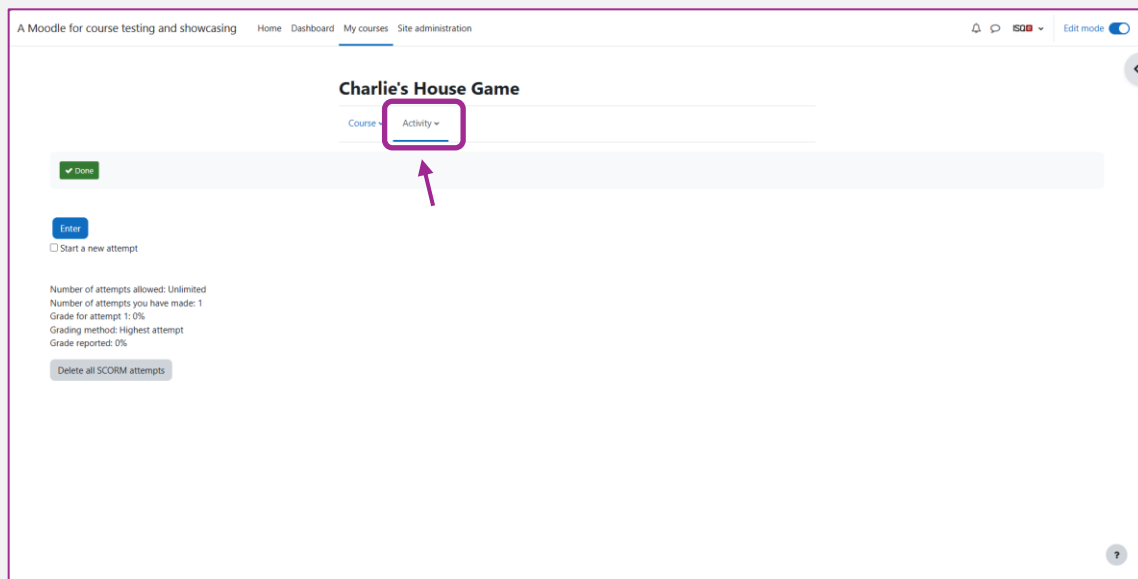 A Moodle for course testing and showcasing Home Dashboard My courses Site administration ISQ Edit mode
Charlie's House Game
Course Activity
Done
Enter
Start a new attempt
Number of attempts allowed: Unlimited
Number of attempts you have made: 1
Grade for attempt 1: 0%
Grading method: Highest attempt
Grade reported: 0%
Delete all SCORM attempts
?